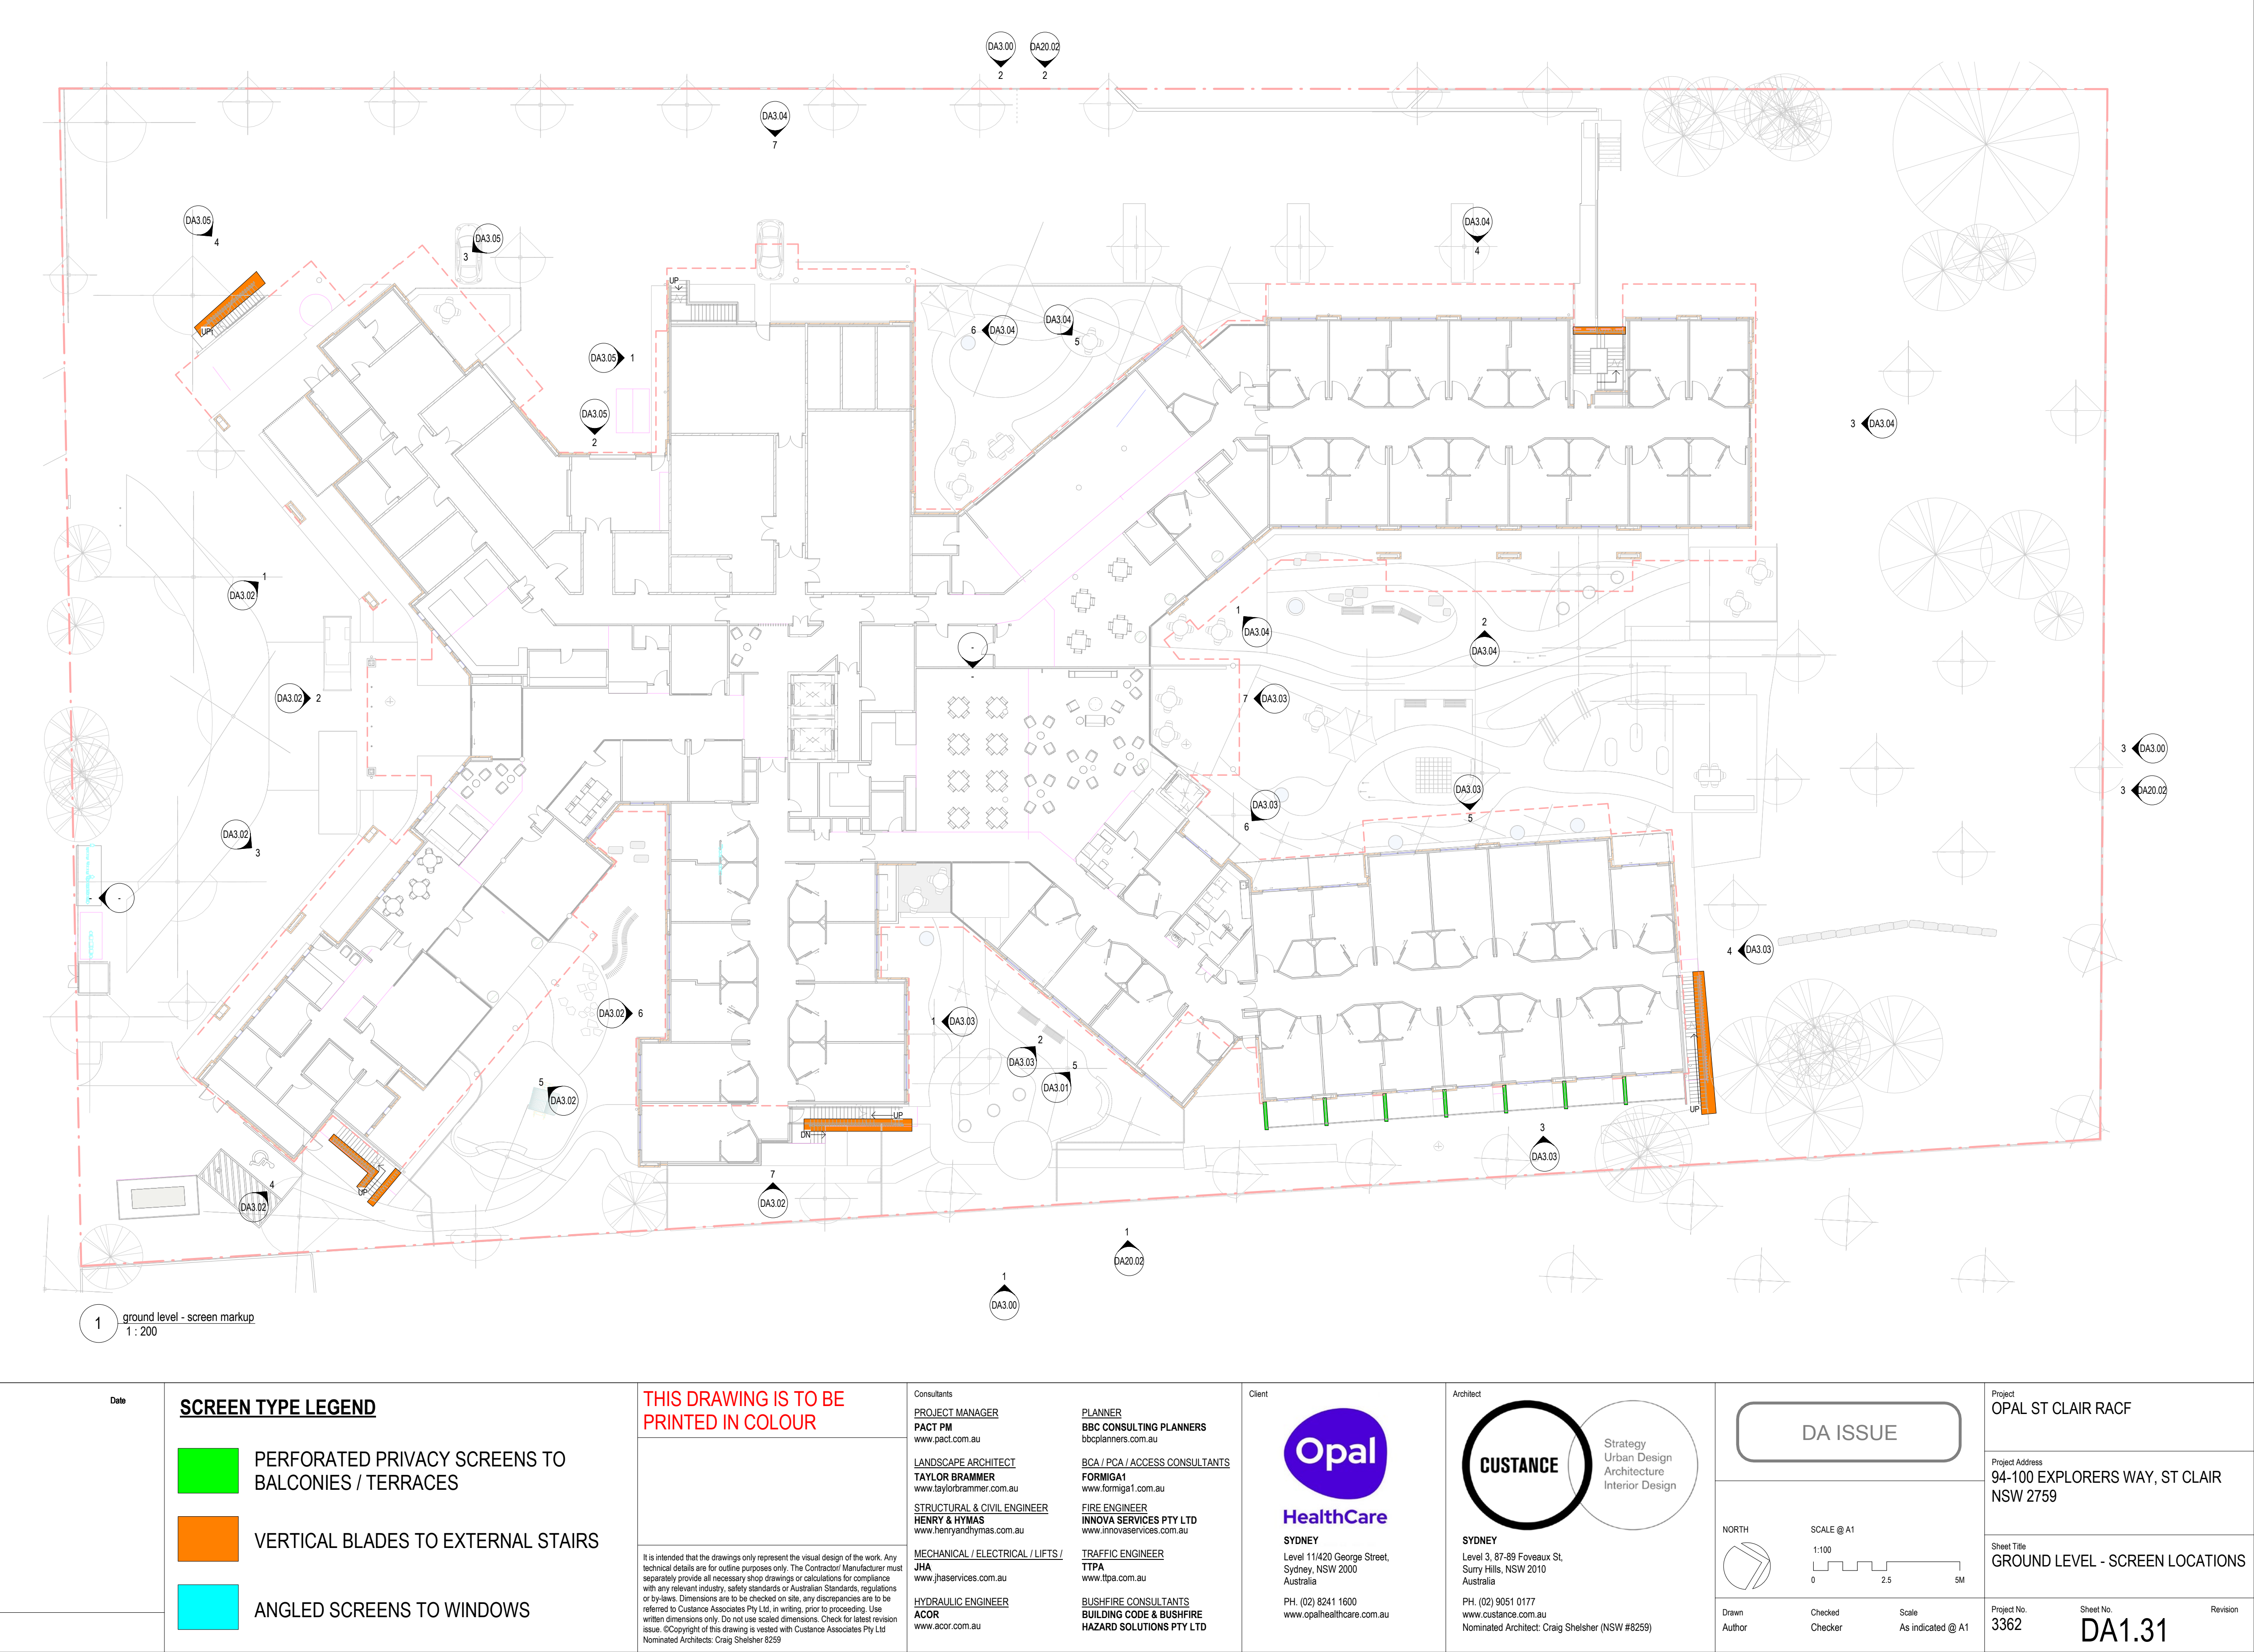 DA3.00
2
DA20.02
2
DA3.04
7
DA3.05
4
DA3.05
3
DA3.04
4
UP
UP
DA3.04
6
DA3.04
5
DA3.05
1
DA3.05
2
3
DA3.04
1
DA3.02
1
DA3.04
2
DA3.04
DA3.02
2
-
-
7
DA3.03
3
DA3.00
3
DA20.02
DA3.03
5
DA3.03
6
DA3.02
3
-
-
4
DA3.03
DA3.02
6
1
DA3.03
2
DA3.03
5
DA3.01
5
DA3.02
UP
DN
UP
3
DA3.03
UP
4
DA3.02
7
DA3.02
1
DA20.02
1
DA3.00
1
ground level - screen markup
1 : 200
Date
SCREEN TYPE LEGEND
PERFORATED PRIVACY SCREENS TO
BALCONIES / TERRACES
VERTICAL BLADES TO EXTERNAL STAIRS
ANGLED SCREENS TO WINDOWS
THIS DRAWING IS TO BE
PRINTED IN COLOUR
It is intended that the drawings only represent the visual design of the work. Any
technical details are for outline purposes only. The Contractor/ Manufacturer must
separately provide all necessary shop drawings or calculations for compliance
with any relevant industry, safety standards or Australian Standards, regulations
or by-laws. Dimensions are to be checked on site, any discrepancies are to be
referred to Custance Associates Pty Ltd, in writing, prior to proceeding. Use
written dimensions only. Do not use scaled dimensions. Check for latest revision
issue. ©Copyright of this drawing is vested with Custance Associates Pty Ltd
Nominated Architects: Craig Shelsher 8259
Consultants
PROJECT MANAGER
PACT PM
www.pact.com.au
LANDSCAPE ARCHITECT
TAYLOR BRAMMER
www.taylorbrammer.com.au
STRUCTURAL & CIVIL ENGINEER
HENRY & HYMAS
www.henryandhymas.com.au
MECHANICAL / ELECTRICAL / LIFTS /
JHA
www.jhaservices.com.au
HYDRAULIC ENGINEER
ACOR
www.acor.com.au
PLANNER
BBC CONSULTING PLANNERS
bbcplanners.com.au
BCA / PCA / ACCESS CONSULTANTS
FORMIGA1
www.formiga1.com.au
FIRE ENGINEER
INNOVA SERVICES PTY LTD
www.innovaservices.com.au
TRAFFIC ENGINEER
TTPA
www.ttpa.com.au
BUSHFIRE CONSULTANTS
BUILDING CODE & BUSHFIRE
HAZARD SOLUTIONS PTY LTD
Client
Opal
HealthCare
SYDNEY
Level 11/420 George Street,
Sydney, NSW 2000
Australia
PH. (02) 8241 1600
www.opalhealthcare.com.au
Architect
CUSTANCE
Strategy
Urban Design
Architecture
Interior Design
SYDNEY
Level 3, 87-89 Foveaux St,
Surry Hills, NSW 2010
Australia
PH. (02) 9051 0177
www.custance.com.au
Nominated Architect: Craig Shelsher (NSW #8259)
DA ISSUE
NORTH
SCALE @ A1
1:100
0
2.5
5M
Drawn
Author
Checked
Checker
Scale
As indicated @ A1
Project
OPAL ST CLAIR RACF
Project Address
94-100 EXPLORERS WAY, ST CLAIR
NSW 2759
Sheet Title
GROUND LEVEL - SCREEN LOCATIONS
Project No.
3362
Sheet No.
DA1.31
Revision